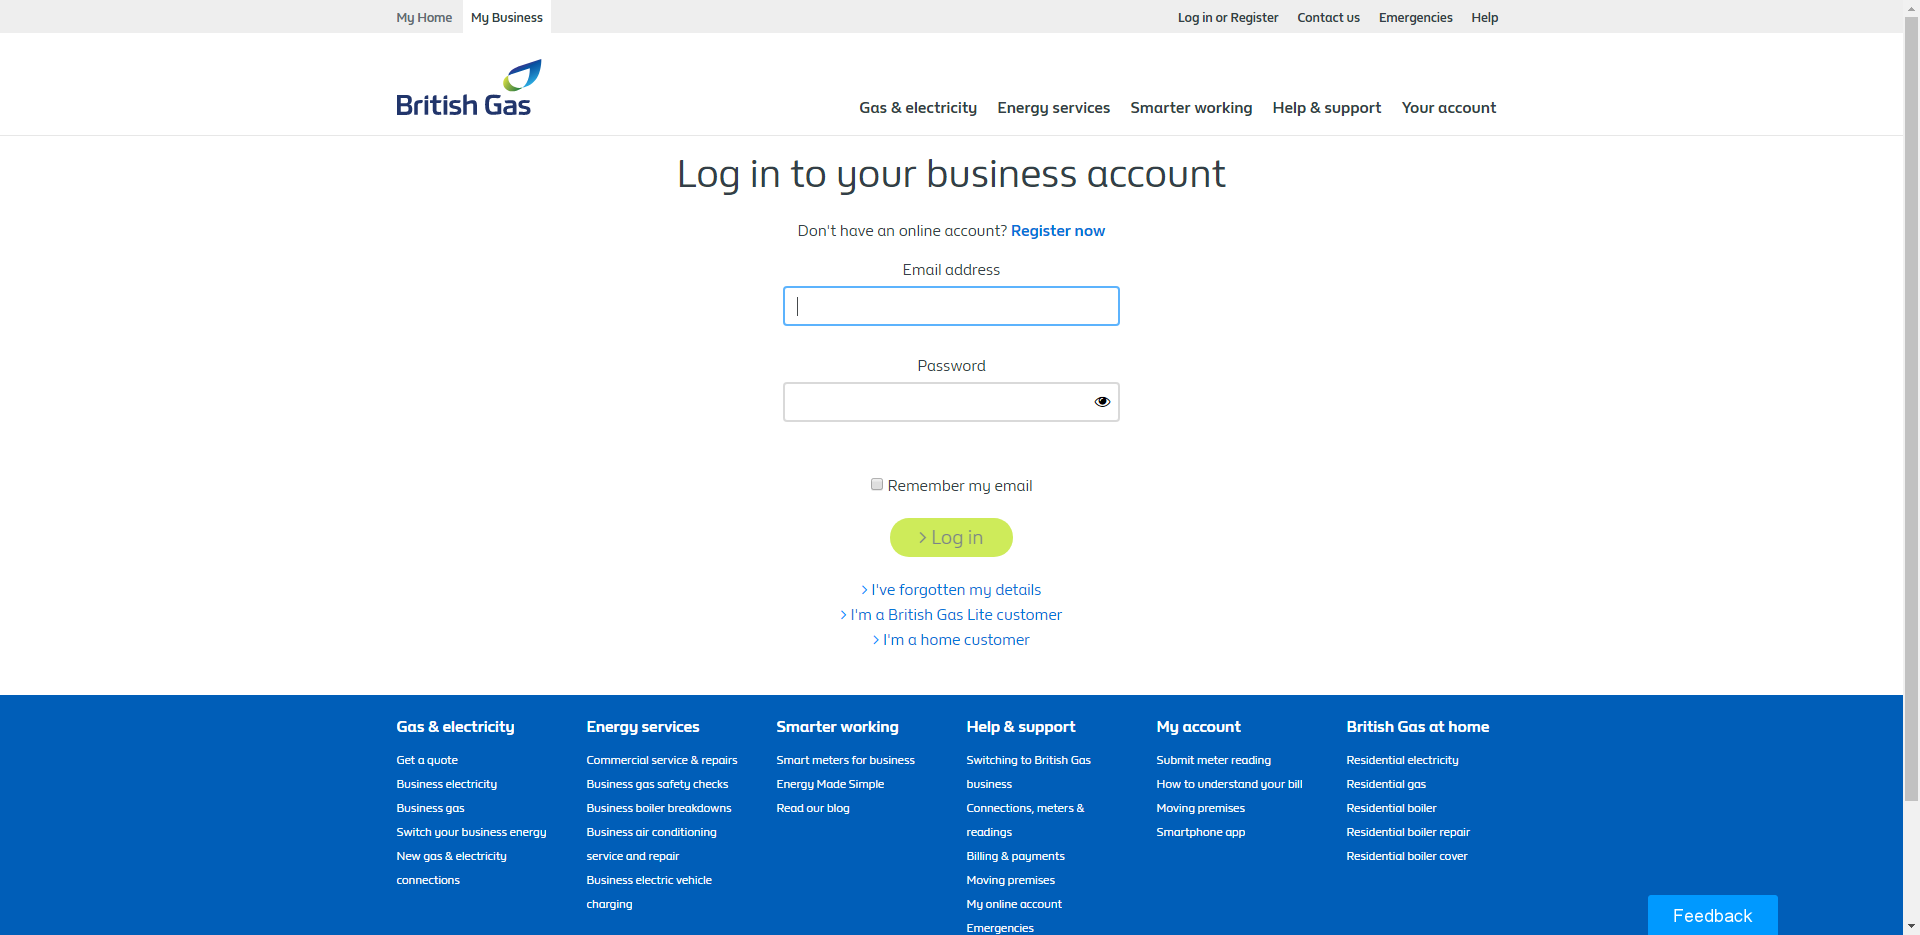 My Home
My Business
Log in or Register
Contact us
Emergencies
Help
British Gas
Gas & electricity
Energy services
Smarter working
Help & support
Your account
Log in to your business account
Don't have an online account? Register now
Email address
Password
Remember my email
> Log in
> I've forgotten my details
> I'm a British Gas Lite customer
> I'm a home customer
Gas & electricity
Get a quote
Business electricity
Business gas
Switch your business energy
New gas & electricity
connections
Energy services
Commercial service & repairs
Business gas safety checks
Business boiler breakdowns
Business air conditioning
service and repair
Business electric vehicle
charging
Smarter working
Smart meters for business
Energy Made Simple
Read our blog
Help & support
Switching to British Gas
business
Connections, meters &
readings
Billing & payments
Moving premises
My online account
Emergencies
My account
Submit meter reading
How to understand your bill
Moving premises
Smartphone app
British Gas at home
Residential electricity
Residential gas
Residential boiler
Residential boiler repair
Residential boiler cover
Feedback